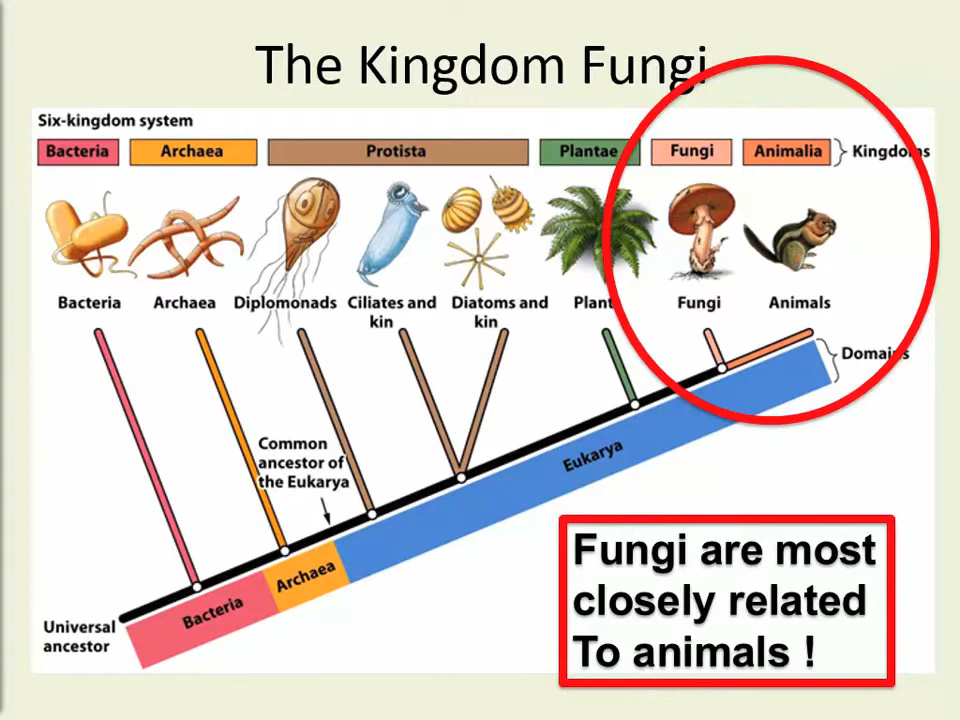 The Kingdom Fungi
Six-kingdom system
Bacteria Archaea Protista Plantae Fungi Animalia Kingdoms
Bacteria Archaea Diplomonads Ciliates and kin Diatoms and kin Plants Fungi Animals
Domains
Common
ancestor of
the Eukarya
Eukarya
Archaea
Bacteria
Universal
ancestor
Fungi are most
closely related
To animals !